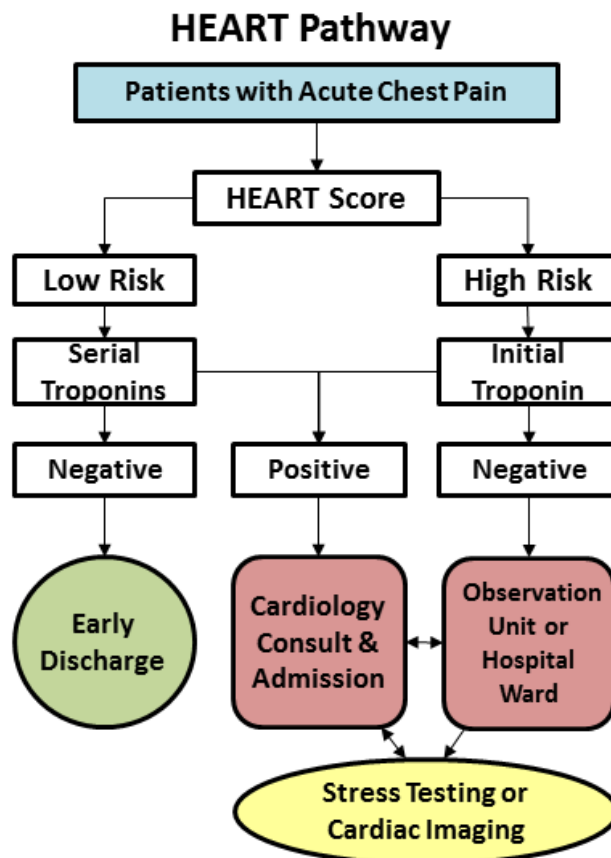 HEART Pathway
Patients with Acute Chest Pain
HEART Score
Low Risk
High Risk
Serial
Troponins
Initial
Troponin
Negative
Positive
Negative
Early
Discharge
Cardiology
Consult &
Admission
Observation
Unit or
Hospital
Ward
Stress Testing or
Cardiac Imaging